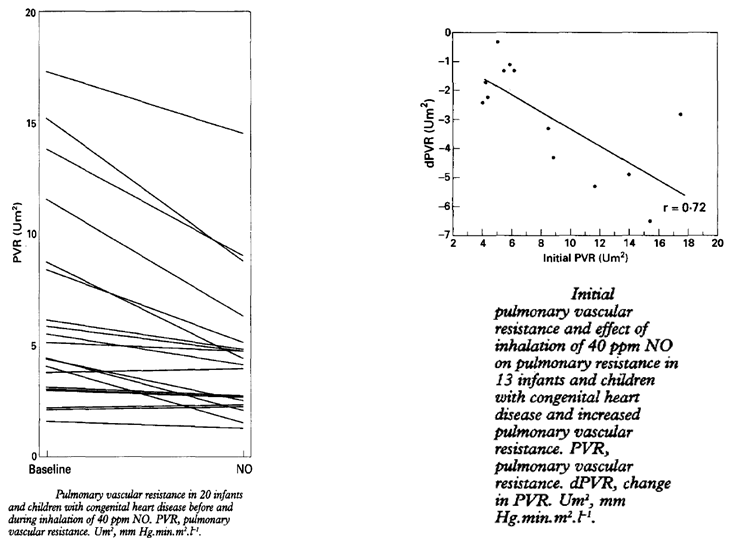 20
15
10
5
0
PVR (Um²)
Baseline
NO
Pulmonary vascular resistance in 20 infants
and children with congenital heart disease before and
during inhalation of 40 ppm NO. PVR, pulmonary
vascular resistance. Um², mm Hg.min.m².l⁻¹.
0
-1
-2
-3
-4
-5
-6
-7
dPVR (Um²)
r = 0·72
2 4 6 8 10 12 14 16 18 20
Initial PVR (Um²)
Initial
pulmonary vascular
resistance and effect of
inhalation of 40 ppm NO
on pulmonary resistance in
13 infants and children
with congenital heart
disease and increased
pulmonary vascular
resistance. PVR,
pulmonary vascular
resistance. dPVR, change
in PVR. Um², mm
Hg.min.m².l⁻¹.